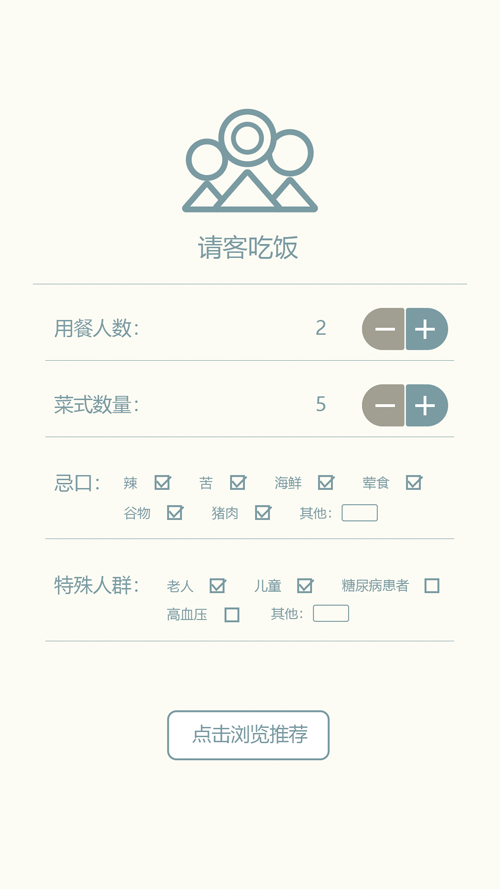 请客吃饭
用餐人数： 2
菜式数量： 5
忌口： 辣 苦 海鲜 荤食
谷物 猪肉 其他：
特殊人群： 老人 儿童 糖尿病患者
高血压 其他：
点击浏览推荐